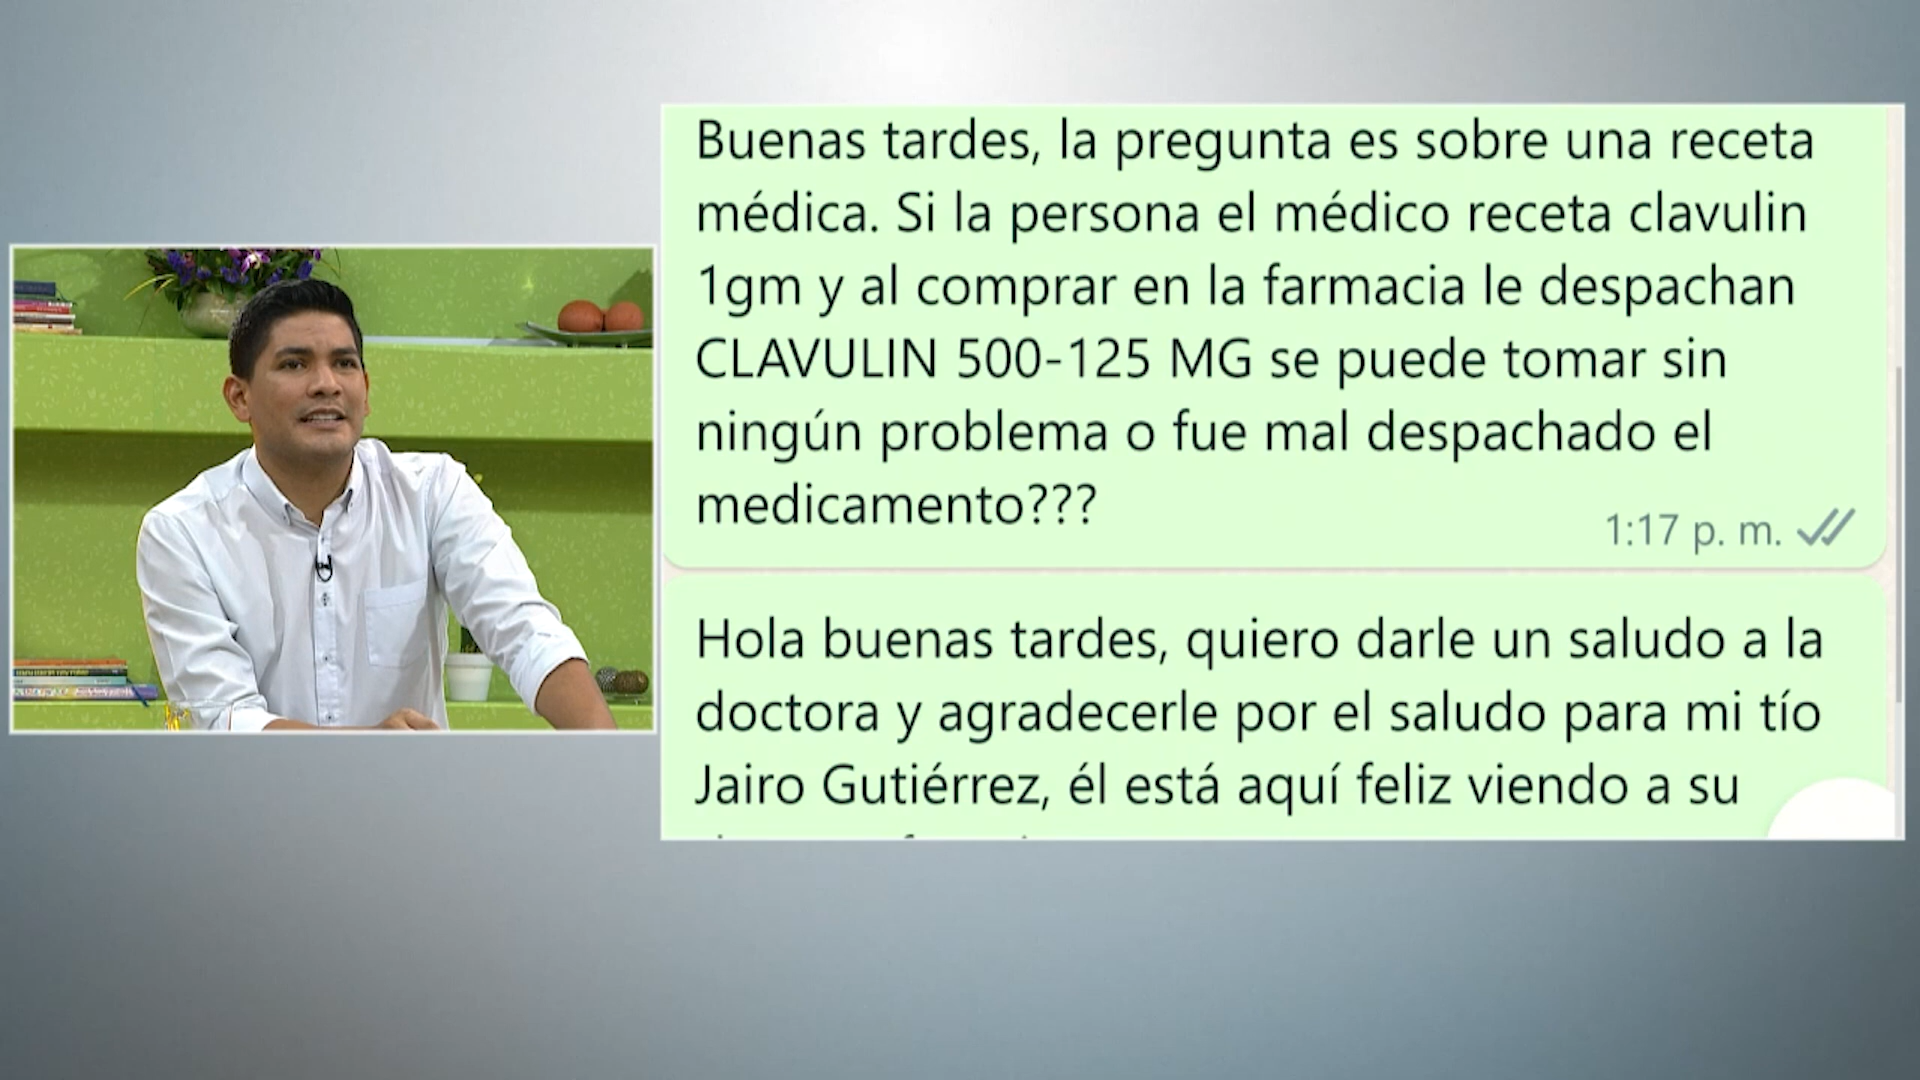 Buenas tardes, la pregunta es sobre una receta
médica. Si la persona el médico receta clavulin
1gm y al comprar en la farmacia le despachan
CLAVULIN 500-125 MG se puede tomar sin
ningún problema o fue mal despachado el
medicamento???
1:17 p. m.
Hola buenas tardes, quiero darle un saludo a la
doctora y agradecerle por el saludo para mi tío
Jairo Gutiérrez, él está aquí feliz viendo a su